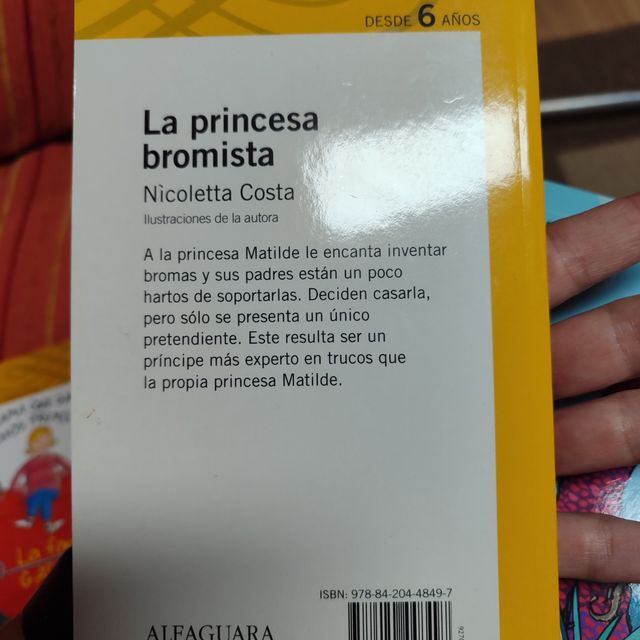 DESDE 6 AÑOS
La princesa
bromista
Nicoletta Costa
Ilustraciones de la autora
A la princesa Matilde le encanta inventar
bromas y sus padres están un poco
hartos de soportarlas. Deciden casarla,
pero sólo se presenta un único
pretendiente. Este resulta ser un
príncipe más experto en trucos que
la propia princesa Matilde.
ISBN: 978-84-204-4849-7
ALFAGUARA